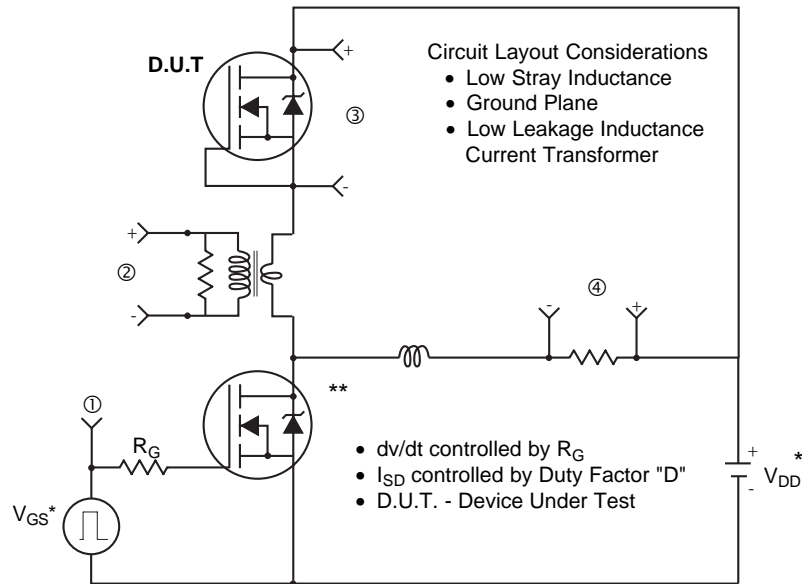 D.U.T
+
③
-
Circuit Layout Considerations
• Low Stray Inductance
• Ground Plane
• Low Leakage Inductance
Current Transformer
+
②
-
④
- +
**
①
RG
VGS*
• dv/dt controlled by RG
• ISD controlled by Duty Factor "D"
• D.U.T. - Device Under Test
+
-
VDD*